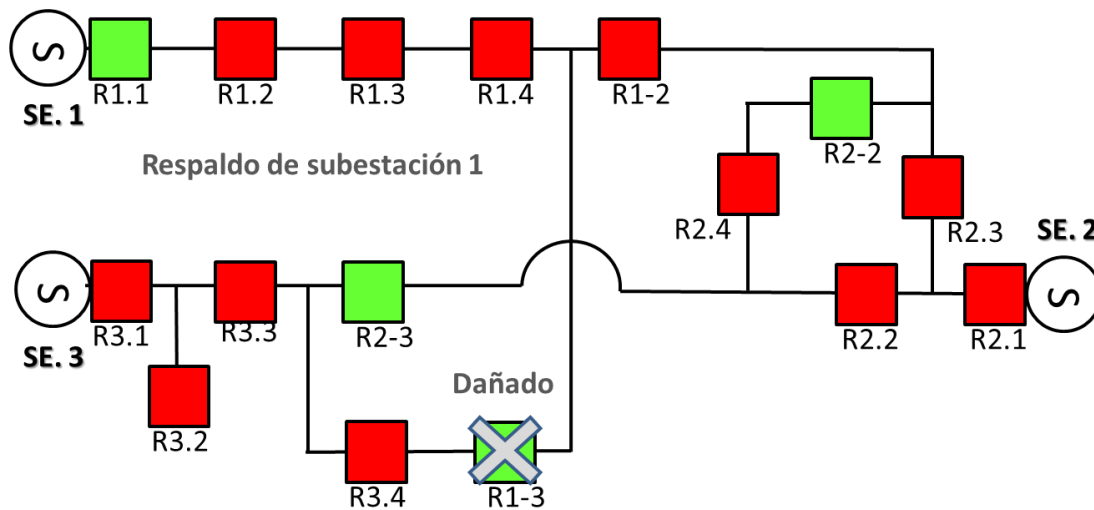 S
R1.1
R1.2
R1.3
R1.4
R1-2
SE. 1
R2-2
Respaldo de subestación 1
R2.4
R2.3
SE. 2
S
R3.1
R3.3
R2-3
R2.2
R2.1
S
SE. 3
Dañado
R3.2
R3.4
R1-3